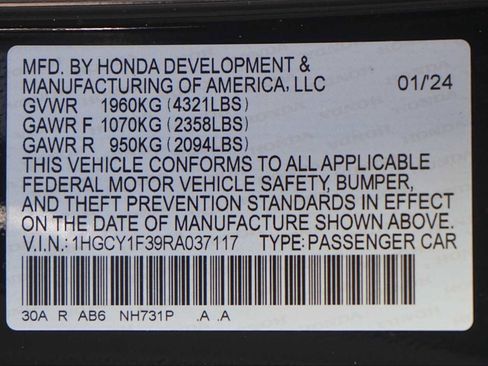 MFD. BY HONDA DEVELOPMENT &
MANUFACTURING OF AMERICA, LLC 01/'24
GVWR 1960KG (4321LBS)
GAWR F 1070KG (2358LBS)
GAWR R 950KG (2094LBS)
THIS VEHICLE CONFORMS TO ALL APPLICABLE
FEDERAL MOTOR VEHICLE SAFETY, BUMPER,
AND THEFT PREVENTION STANDARDS IN EFFECT
ON THE DATE OF MANUFACTURE SHOWN ABOVE.
V.I.N.: 1HGCY1F39RA037117 TYPE: PASSENGER CAR
30A R AB6 NH731P .A .A